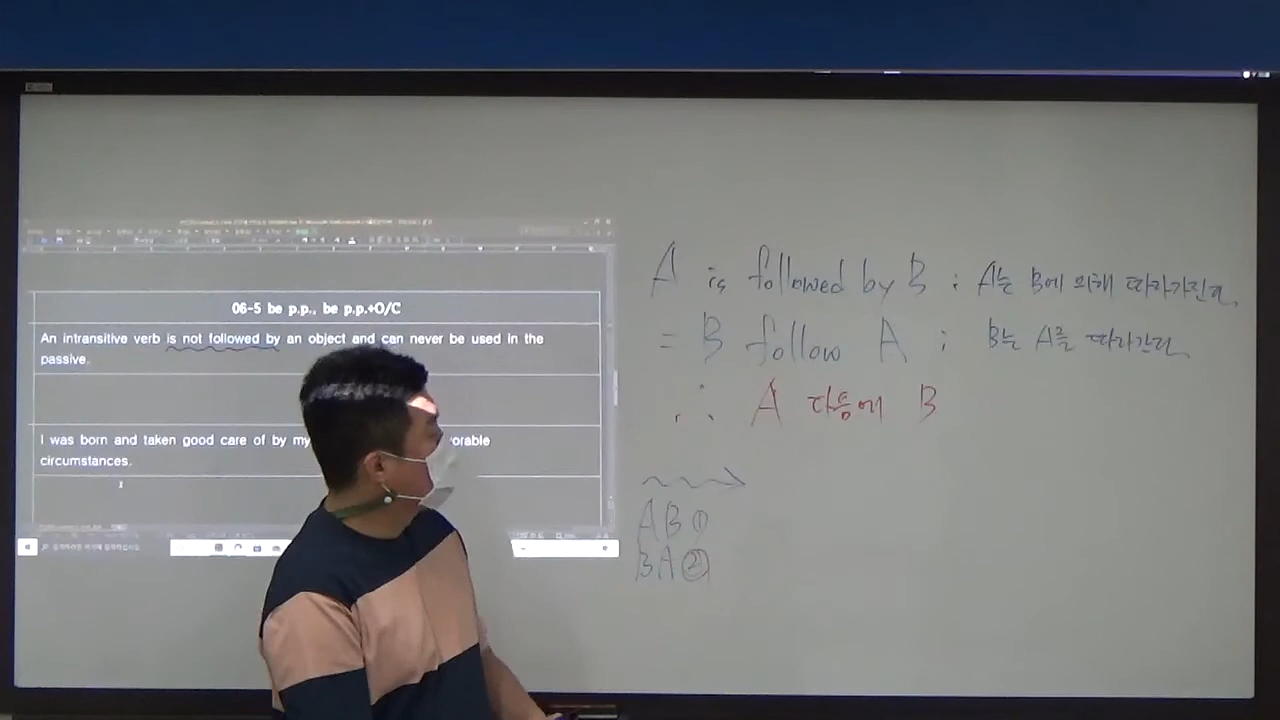 06-5 be p.p., be p.p.+O/C
An intransitive verb is not followed by an object and can never be used in the
passive.
I was born and taken good care of by my
circumstances.
A is followed by B : A는 B에 의해 따라가진다.
= B follow A ; B는 A를 따라간다.
∴ A 다음에 B
A B ①
B A ②